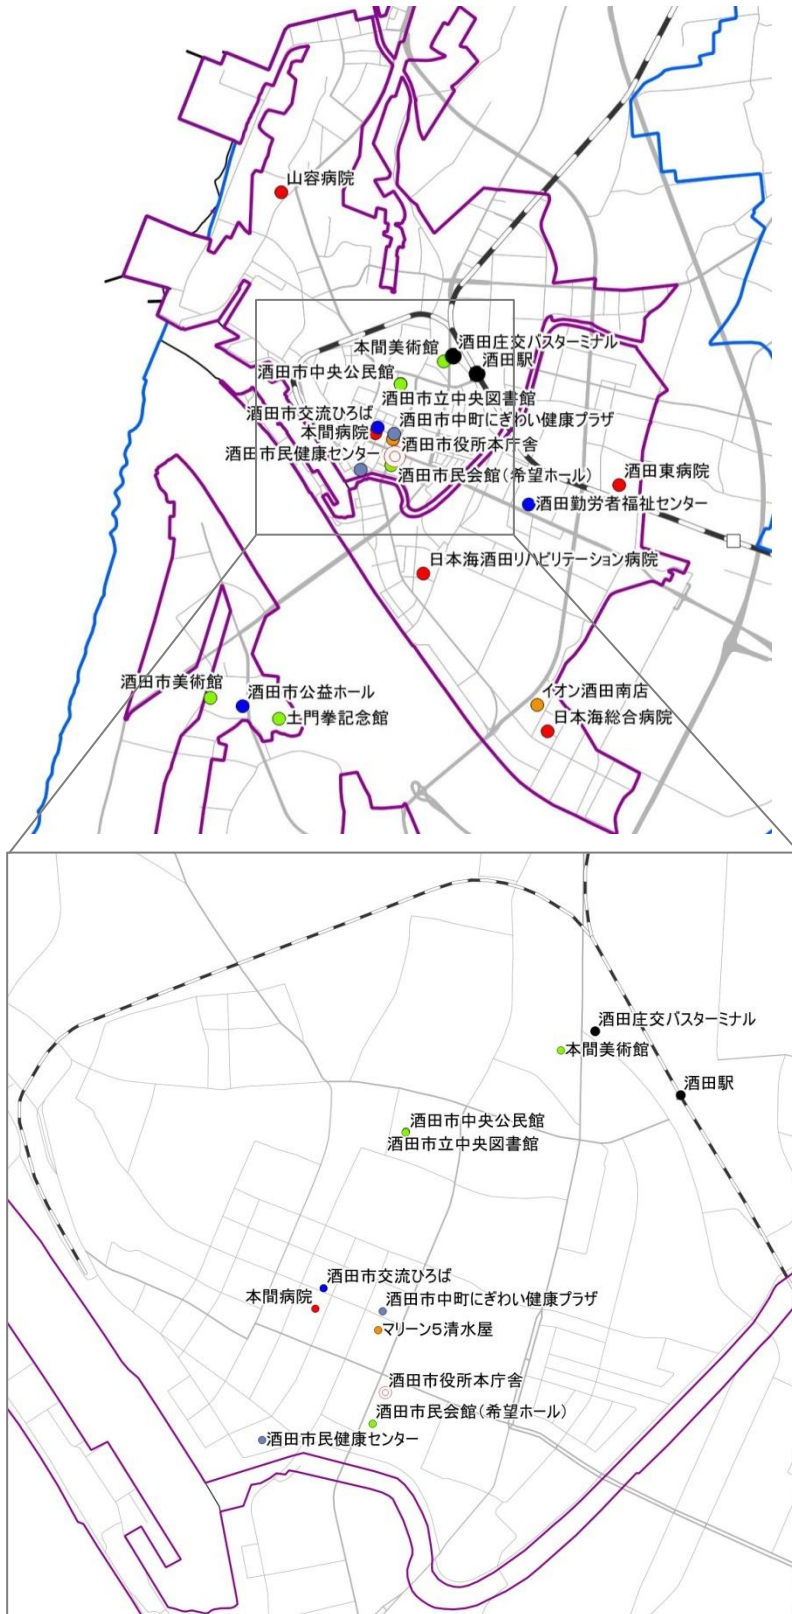 山容病院
酒田庄交バスターミナル
本間美術館
酒田駅
酒田市中央公民館
酒田市立中央図書館
酒田市交流ひろば
酒田市中町にぎわい健康プラザ
本間病院
酒田市役所本庁舎
酒田市民健康センター
酒田市民会館(希望ホール)
酒田東病院
酒田勤労者福祉センター
日本海酒田リハビリテーション病院
酒田市美術館
酒田市公益ホール
イオン酒田南店
土門拳記念館
日本海総合病院
酒田庄交バスターミナル
本間美術館
酒田駅
酒田市中央公民館
酒田市立中央図書館
酒田市交流ひろば
本間病院
酒田市中町にぎわい健康プラザ
マリーン5清水屋
酒田市役所本庁舎
酒田市民会館(希望ホール)
酒田市民健康センター